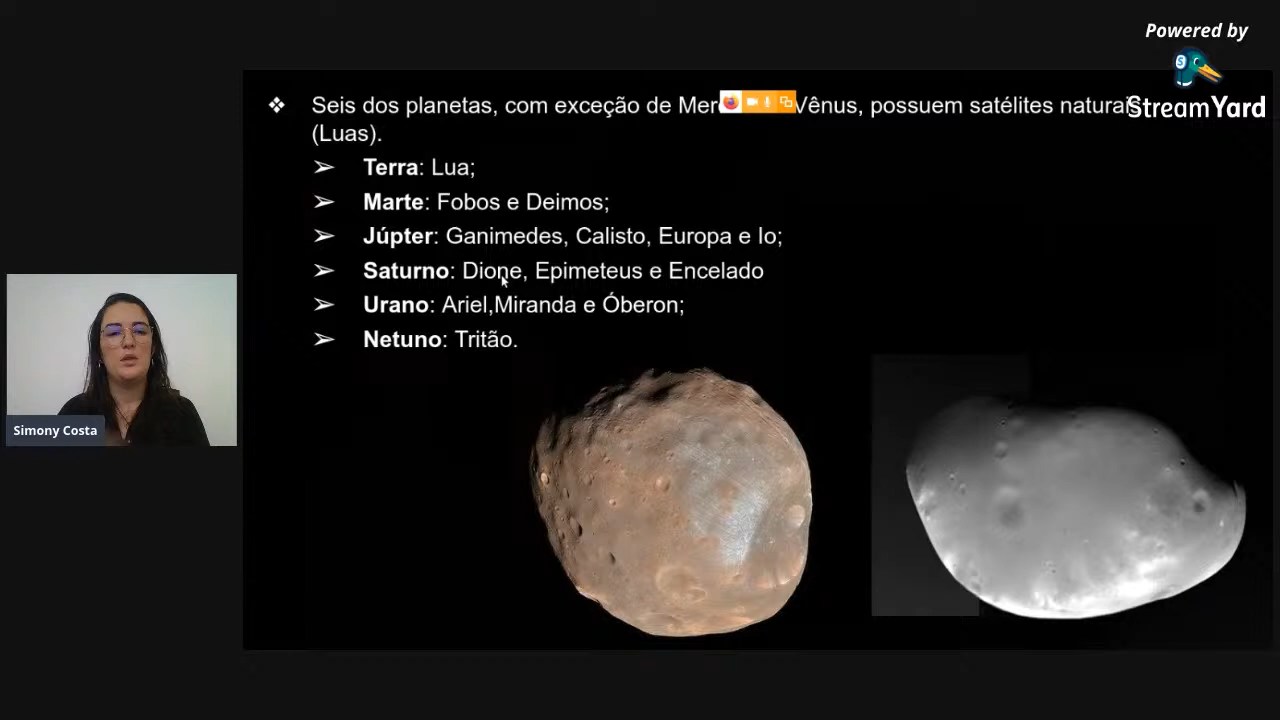 Powered by
StreamYard
❖ Seis dos planetas, com exceção de Vênus, possuem satélites naturais
(Luas).
➢ Terra: Lua;
➢ Marte: Fobos e Deimos;
➢ Júpter: Ganimedes, Calisto, Europa e Io;
➢ Saturno: Dione, Epimeteus e Encelado
➢ Urano: Ariel,Miranda e Óberon;
➢ Netuno: Tritão.
Simony Costa